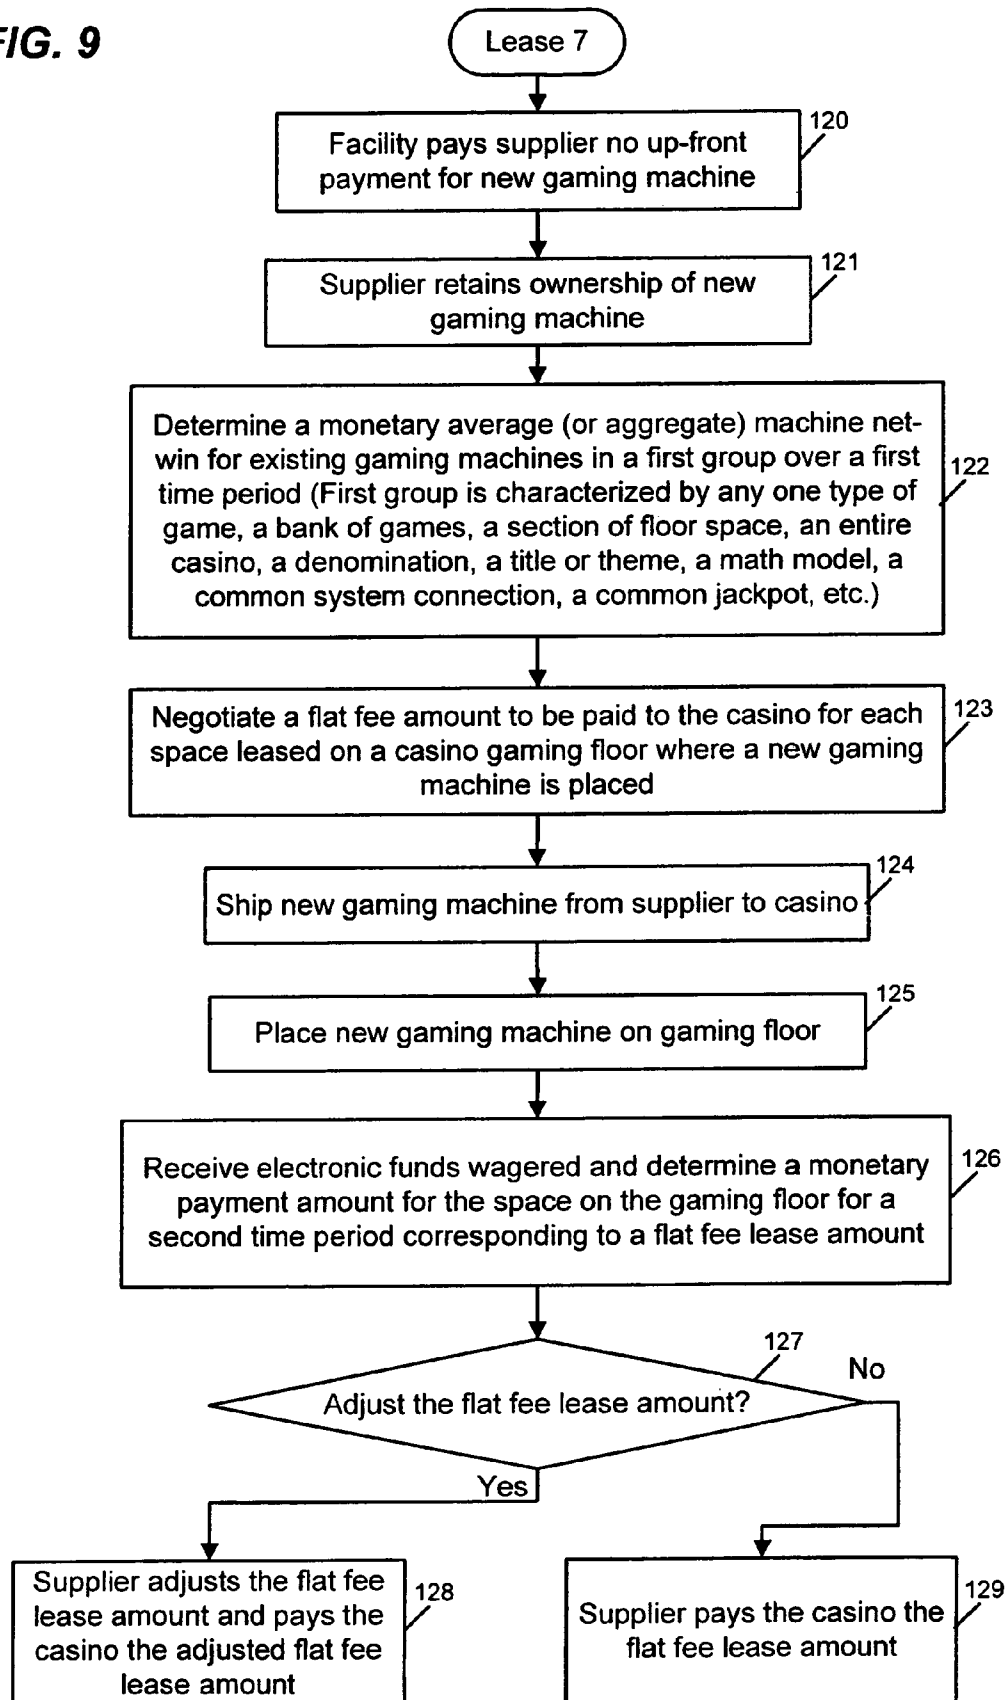 FIG. 9
Lease 7
120
Facility pays supplier no up-front
payment for new gaming machine
121
Supplier retains ownership of new
gaming machine
Determine a monetary average (or aggregate) machine net-
win for existing gaming machines in a first group over a first
time period (First group is characterized by any one type of
game, a bank of games, a section of floor space, an entire
casino, a denomination, a title or theme, a math model, a
common system connection, a common jackpot, etc.)
122
Negotiate a flat fee amount to be paid to the casino for each
space leased on a casino gaming floor where a new gaming
machine is placed
123
124
Ship new gaming machine from supplier to casino
125
Place new gaming machine on gaming floor
Receive electronic funds wagered and determine a monetary
payment amount for the space on the gaming floor for a
second time period corresponding to a flat fee lease amount
126
127
No
Adjust the flat fee lease amount?
Yes
Supplier adjusts the flat fee
lease amount and pays the
casino the adjusted flat fee
lease amount
128
Supplier pays the casino the
flat fee lease amount
129